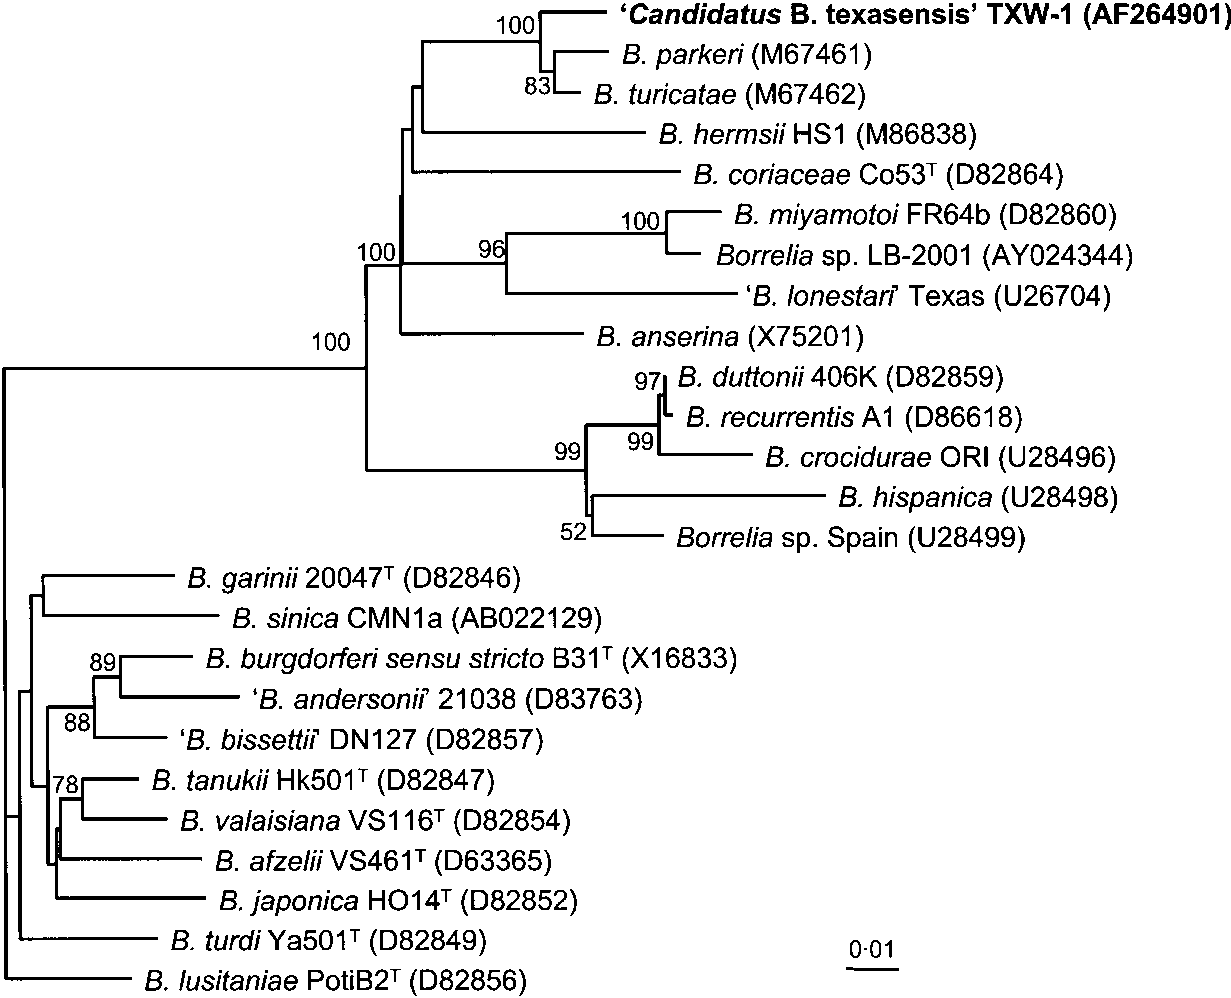 ‘Candidatus B. texasensis’ TXW-1 (AF264901)
100
B. parkeri (M67461)
83
B. turicatae (M67462)
B. hermsii HS1 (M86838)
B. coriaceae Co53ᵀ (D82864)
B. miyamotoi FR64b (D82860)
100
100
96
Borrelia sp. LB-2001 (AY024344)
‘B. lonestari’ Texas (U26704)
B. anserina (X75201)
100
97
B. duttonii 406K (D82859)
B. recurrentis A1 (D86618)
99
99
B. crocidurae ORI (U28496)
B. hispanica (U28498)
52
Borrelia sp. Spain (U28499)
B. garinii 20047ᵀ (D82846)
B. sinica CMN1a (AB022129)
89
B. burgdorferi sensu stricto B31ᵀ (X16833)
‘B. andersonii’ 21038 (D83763)
88
‘B. bissettii’ DN127 (D82857)
78
B. tanukii Hk501ᵀ (D82847)
B. valaisiana VS116ᵀ (D82854)
B. afzelii VS461ᵀ (D63365)
B. japonica HO14ᵀ (D82852)
B. turdi Ya501ᵀ (D82849)
0·01
B. lusitaniae PotiB2ᵀ (D82856)